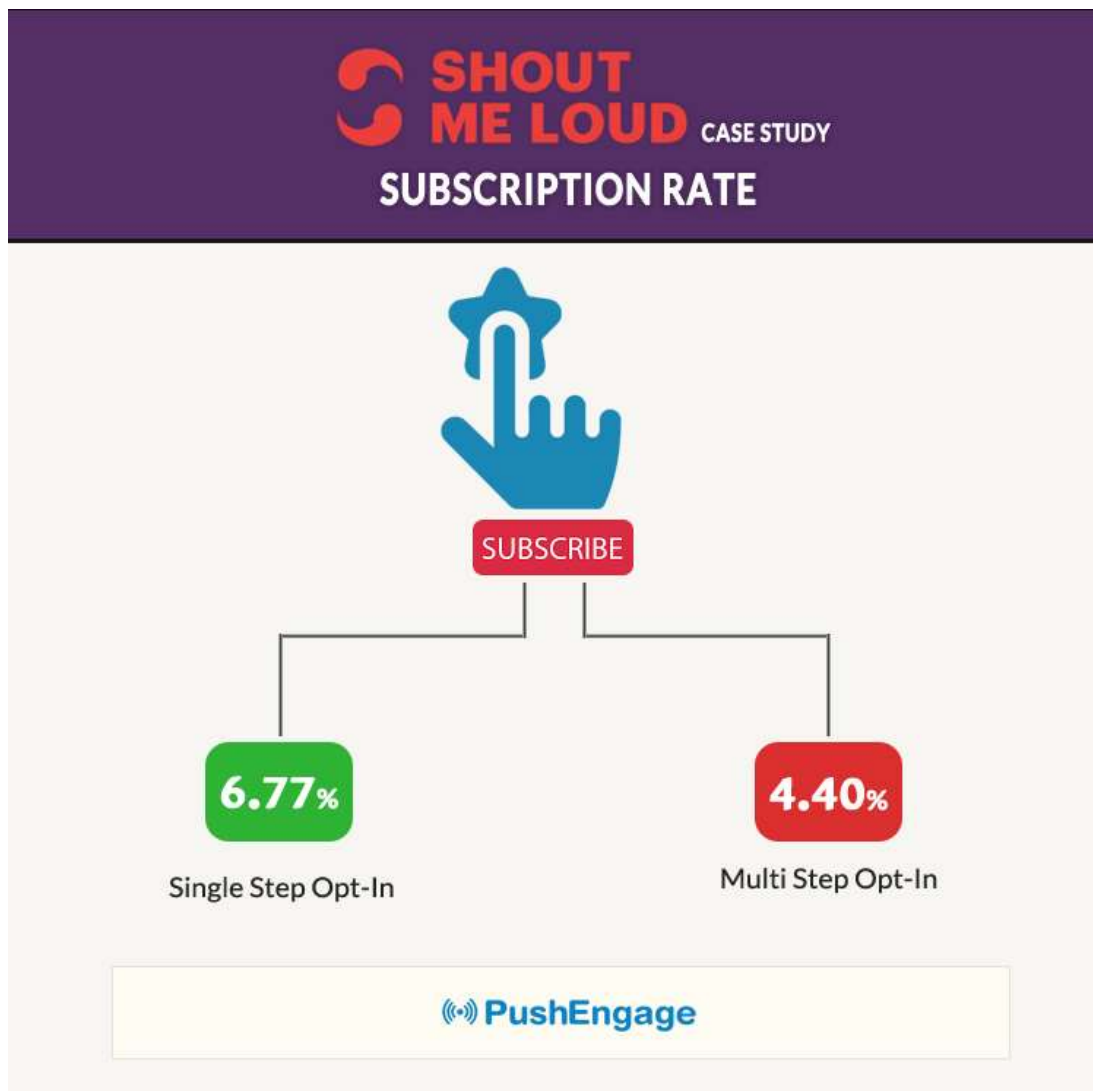 SHOUT
ME LOUD CASE STUDY
SUBSCRIPTION RATE
SUBSCRIBE
6.77%
4.40%
Single Step Opt-In
Multi Step Opt-In
PushEngage